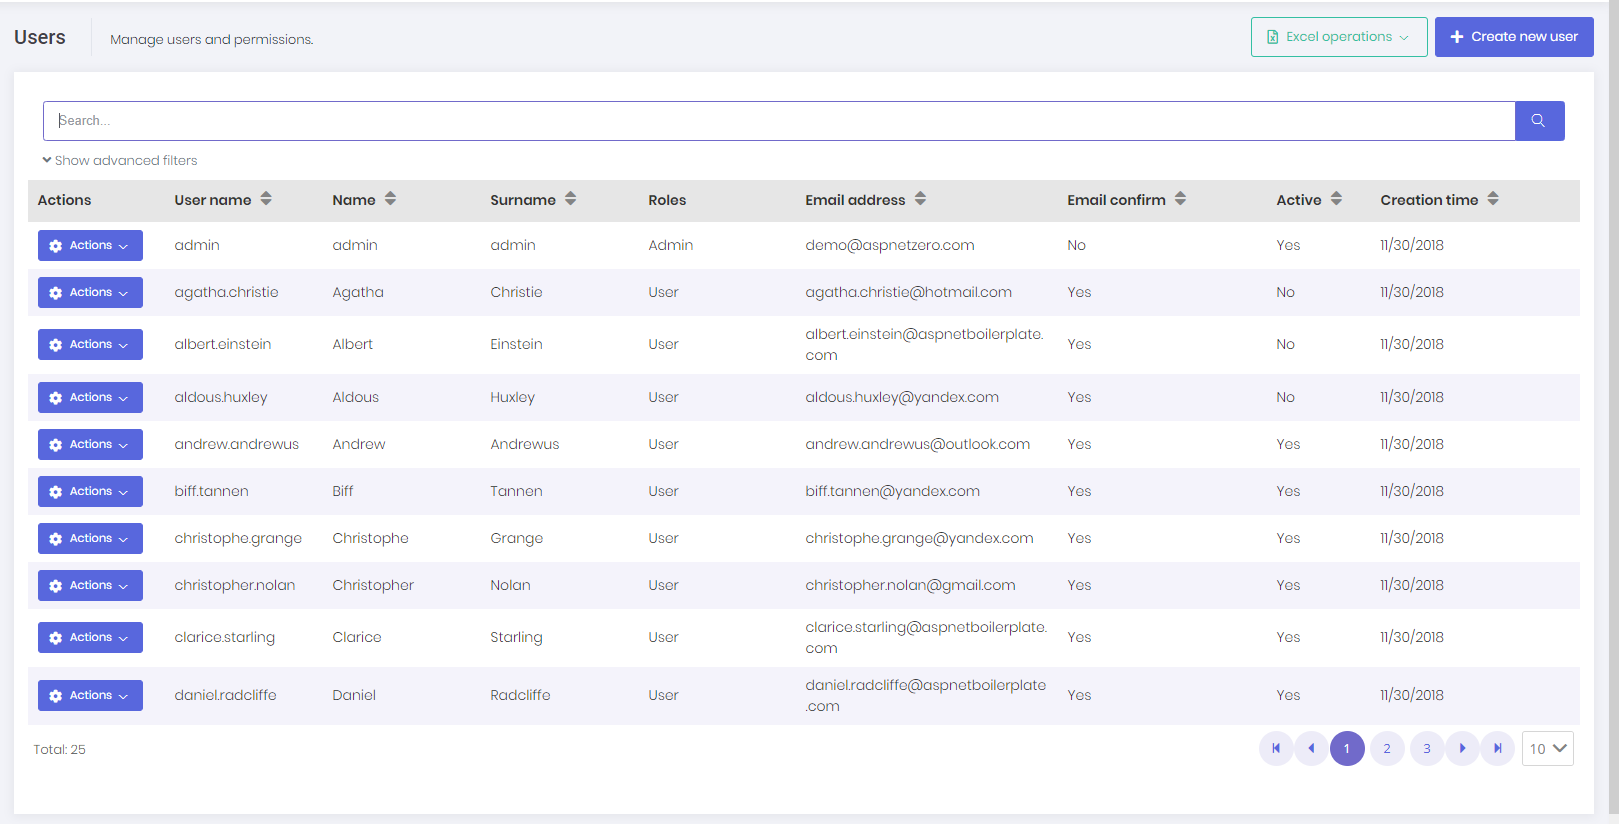 Users
Manage users and permissions.
Excel operations
Create new user
Search...
Show advanced filters
Actions User name Name Surname Roles Email address Email confirm Active Creation time
Actions admin admin admin Admin demo@aspnetzero.com No Yes 11/30/2018
Actions agatha.christie Agatha Christie User agatha.christie@hotmail.com Yes No 11/30/2018
Actions albert.einstein Albert Einstein User albert.einstein@aspnetboilerplate. Yes No 11/30/2018
com
Actions aldous.huxley Aldous Huxley User aldous.huxley@yandex.com Yes No 11/30/2018
Actions andrew.andrewus Andrew Andrewus User andrew.andrewus@outlook.com Yes Yes 11/30/2018
Actions biff.tannen Biff Tannen User biff.tannen@yandex.com Yes Yes 11/30/2018
Actions christophe.grange Christophe Grange User christophe.grange@yandex.com Yes Yes 11/30/2018
Actions christopher.nolan Christopher Nolan User christopher.nolan@gmail.com Yes Yes 11/30/2018
Actions clarice.starling Clarice Starling User clarice.starling@aspnetboilerplate. Yes Yes 11/30/2018
com
Actions daniel.radcliffe Daniel Radcliffe User daniel.radcliffe@aspnetboilerplate Yes Yes 11/30/2018
.com
Total: 25
1 2 3 10